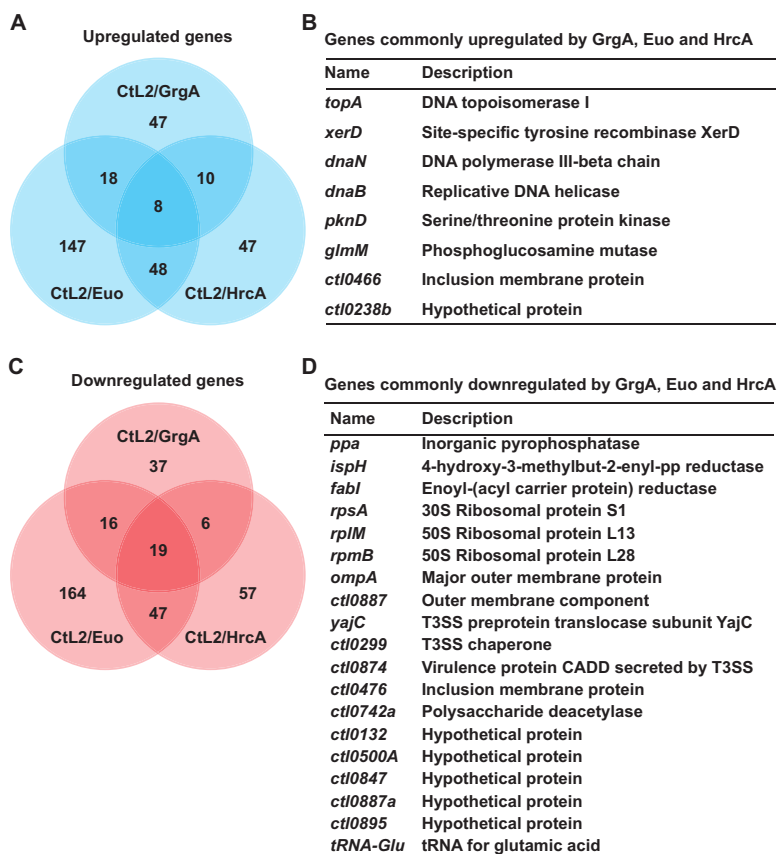 A
Upregulated genes
CtL2/GrgA
47
18
10
8
147
47
48
CtL2/Euo
CtL2/HrcA
B
Genes commonly upregulated by GrgA, Euo and HrcA
Name Description
topA DNA topoisomerase I
xerD Site-specific tyrosine recombinase XerD
dnaN DNA polymerase III-beta chain
dnaB Replicative DNA helicase
pknD Serine/threonine protein kinase
glmM Phosphoglucosamine mutase
ctl0466 Inclusion membrane protein
ctl0238b Hypothetical protein
C
Downregulated genes
CtL2/GrgA
37
16
6
19
164
57
47
CtL2/Euo
CtL2/HrcA
D
Genes commonly downregulated by GrgA, Euo and HrcA
Name Description
ppa Inorganic pyrophosphatase
ispH 4-hydroxy-3-methylbut-2-enyl-pp reductase
fabI Enoyl-(acyl carrier protein) reductase
rpsA 30S Ribosomal protein S1
rplM 50S Ribosomal protein L13
rpmB 50S Ribosomal protein L28
ompA Major outer membrane protein
ctl0887 Outer membrane component
yajC T3SS preprotein translocase subunit YajC
ctl0299 T3SS chaperone
ctl0874 Virulence protein CADD secreted by T3SS
ctl0476 Inclusion membrane protein
ctl0742a Polysaccharide deacetylase
ctl0132 Hypothetical protein
ctl0500A Hypothetical protein
ctl0847 Hypothetical protein
ctl0887a Hypothetical protein
ctl0895 Hypothetical protein
tRNA-Glu tRNA for glutamic acid